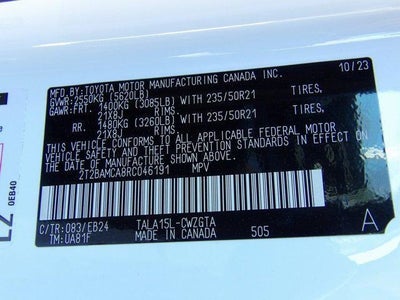 MFD. BY:TOYOTA MOTOR MANUFACTURING CANADA INC. 10/23
GVWR:2550KG (5620LB)
GAWR:FRT. 1400KG (3085LB) WITH 235/50R21 TIRES,
21X8J RIMS
RR. 1480KG (3260LB) WITH 235/50R21 TIRES,
21X8J RIMS
THIS VEHICLE CONFORMS TO ALL APPLICABLE FEDERAL MOTOR
VEHICLE SAFETY AND THEFT PREVENTION STANDARDS IN EFFECT ON
THE DATE OF MANUFACTURE SHOWN ABOVE.
2T2BAMCA8RC046191 MPV
C/TR:083/EB24 TALA15L-CWZGTA A
TM:UA81F MADE IN CANADA 505
0EB40